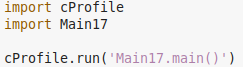 import cProfile
import Main17
cProfile.run('Main17.main()')